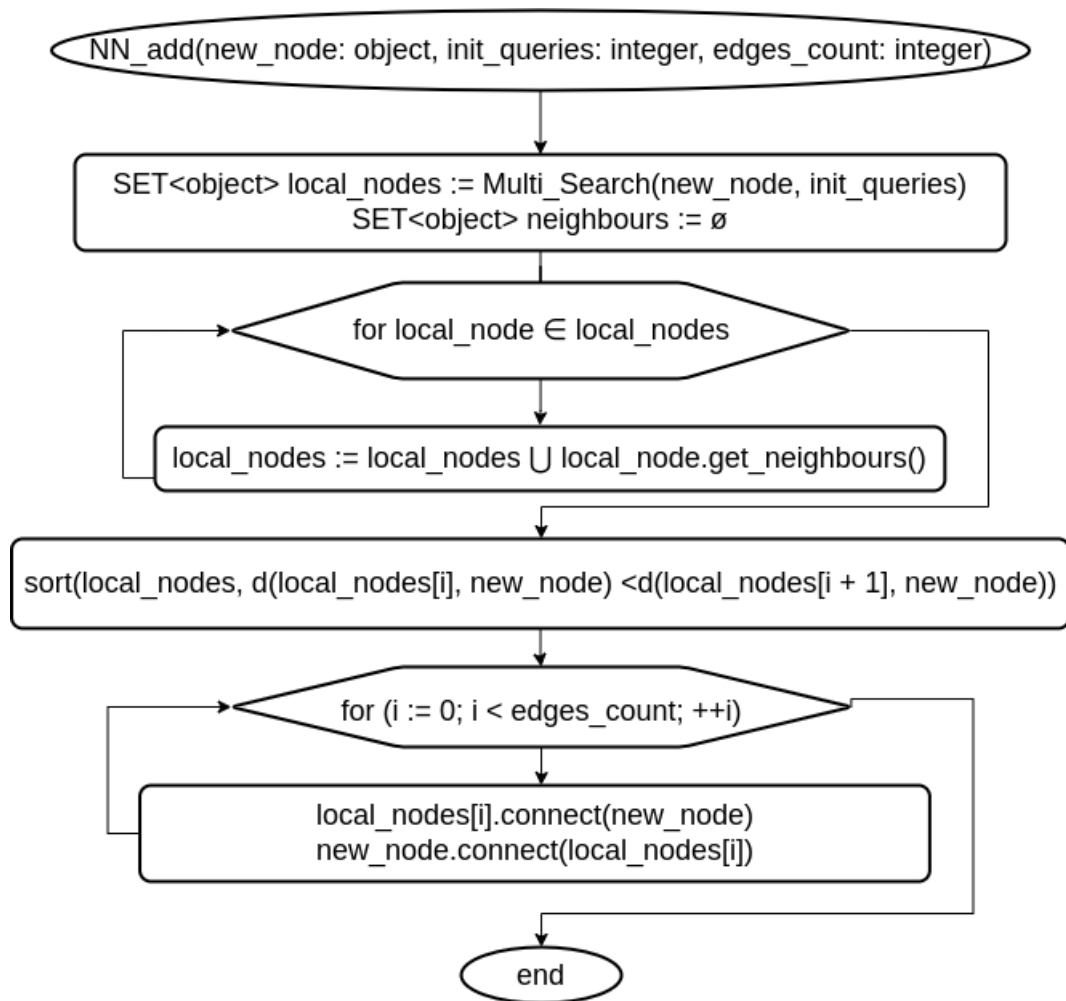 NN_add(new_node: object, init_queries: integer, edges_count: integer)
SET<object> local_nodes := Multi_Search(new_node, init_queries)
SET<object> neighbours := ø
for local_node ∈ local_nodes
local_nodes := local_nodes ⋃ local_node.get_neighbours()
sort(local_nodes, d(local_nodes[i], new_node) <d(local_nodes[i + 1], new_node))
for (i := 0; i < edges_count; ++i)
local_nodes[i].connect(new_node)
new_node.connect(local_nodes[i])
end